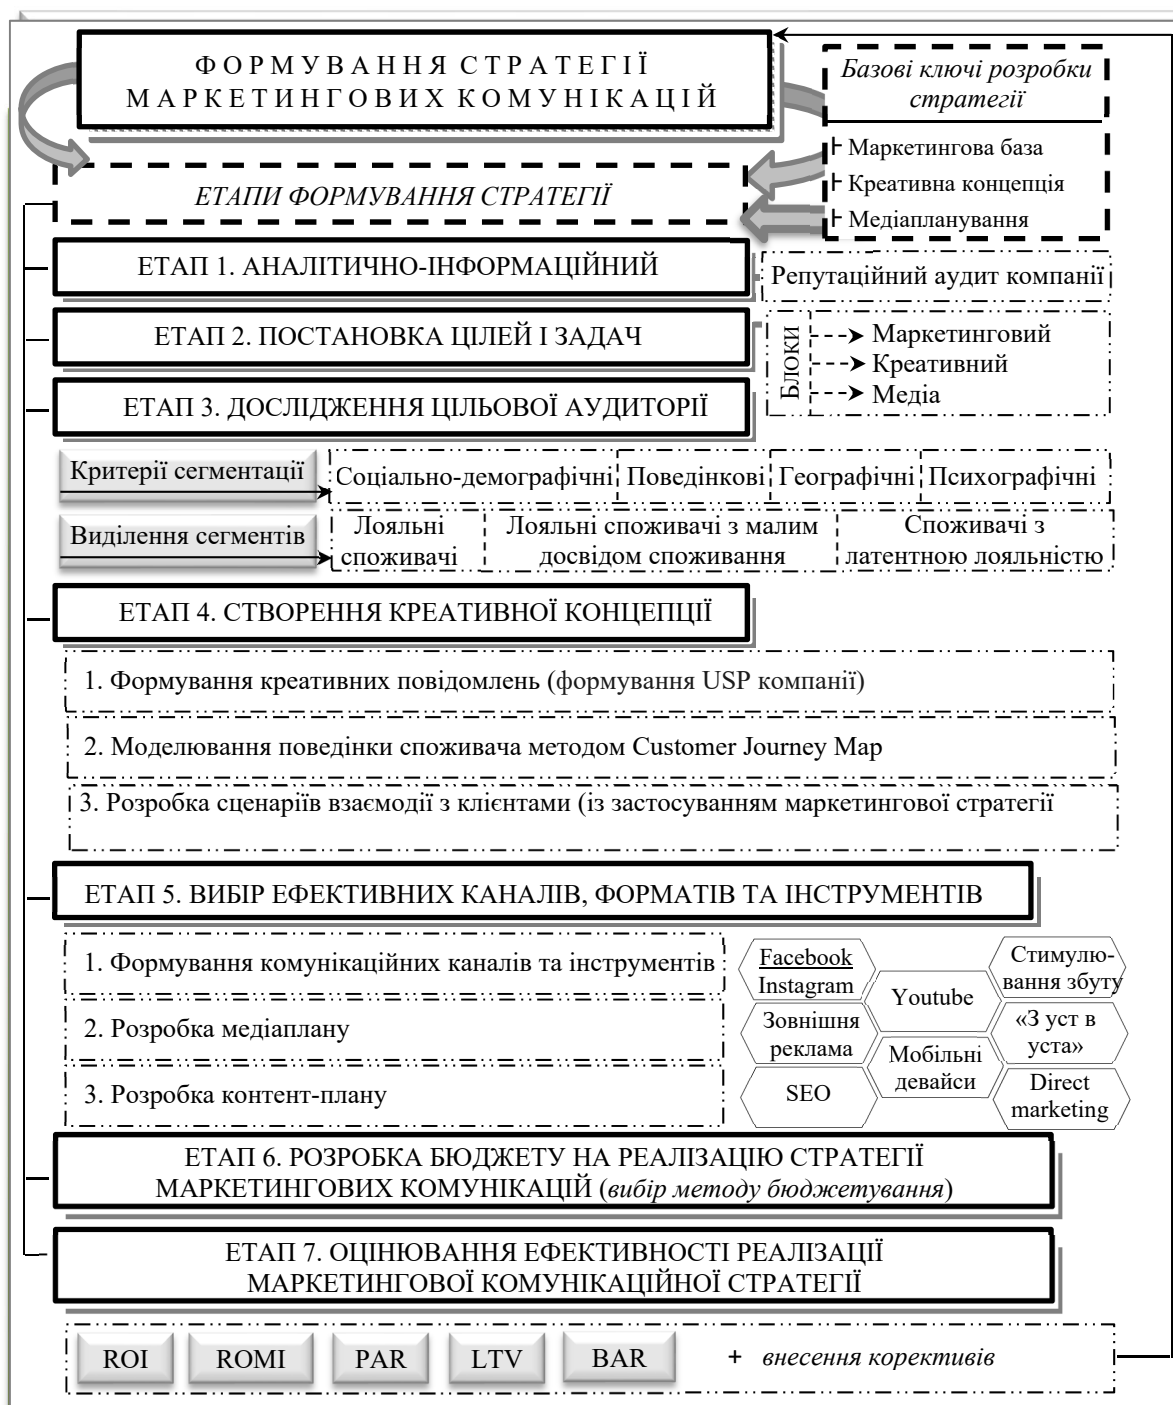 ФОРМУВАННЯ СТРАТЕГІЇ
МАРКЕТИНГОВИХ КОМУНІКАЦІЙ
Базові ключі розробки
стратегії
Маркетингова база
Креативна концепція
Медіапланування
ЕТАПИ ФОРМУВАННЯ СТРАТЕГІЇ
ЕТАП 1. АНАЛІТИЧНО-ІНФОРМАЦІЙНИЙ
Репутаційний аудит компанії
ЕТАП 2. ПОСТАНОВКА ЦІЛЕЙ І ЗАДАЧ
БЛОКИ
Маркетинговий
Креативний
Медіа
ЕТАП 3. ДОСЛІДЖЕННЯ ЦІЛЬОВОЇ АУДИТОРІЇ
Критерії сегментації
Соціально-демографічні
Поведінкові
Географічні
Психографічні
Виділення сегментів
Лояльні
споживачі
Лояльні споживачі з малим
досвідом споживання
Споживачі з
латентною лояльністю
ЕТАП 4. СТВОРЕННЯ КРЕАТИВНОЇ КОНЦЕПЦІЇ
1. Формування креативних повідомлень (формування USP компанії)
2. Моделювання поведінки споживача методом Customer Journey Map
3. Розробка сценаріїв взаємодії з клієнтами (із застосуванням маркетингової стратегії
ЕТАП 5. ВИБІР ЕФЕКТИВНИХ КАНАЛІВ, ФОРМАТІВ ТА ІНСТРУМЕНТІВ
1. Формування комунікаційних каналів та інструментів
2. Розробка медіаплану
3. Розробка контент-плану
Facebook
Instagram
Youtube
Стимулю-
вання збуту
Зовнішня
реклама
Мобільні
девайси
«З уст в
уста»
SEO
Direct
marketing
ЕТАП 6. РОЗРОБКА БЮДЖЕТУ НА РЕАЛІЗАЦІЮ СТРАТЕГІЇ
МАРКЕТИНГОВИХ КОМУНІКАЦІЙ (вибір методу бюджетування)
ЕТАП 7. ОЦІНЮВАННЯ ЕФЕКТИВНОСТІ РЕАЛІЗАЦІЇ
МАРКЕТИНГОВОЇ КОМУНІКАЦІЙНОЇ СТРАТЕГІЇ
ROI
ROMI
PAR
LTV
BAR
+ внесення корективів